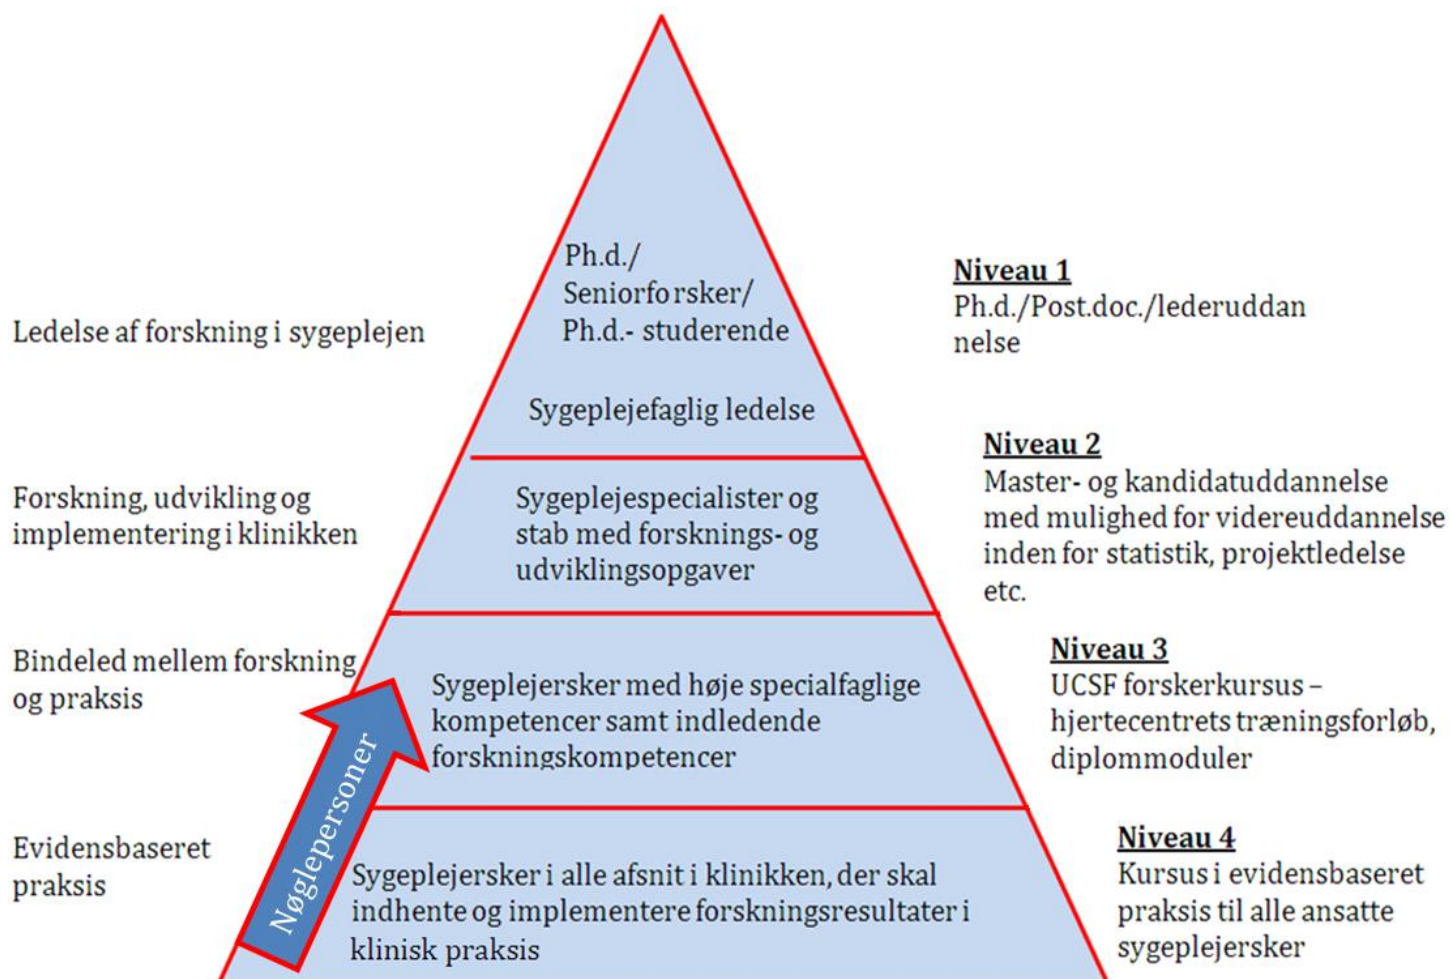 Ph.d./
Seniorforsker/
Ph.d.- studerende
Sygeplejefaglig ledelse
Ledelse af forskning i sygeplejen
Niveau 1
Ph.d./Post.doc./lederuddan
nelse
Forskning, udvikling og
implementering i klinikken
Sygeplejespecialister og
stab med forsknings- og
udviklingsopgaver
Niveau 2
Master- og kandidatuddannelse
med mulighed for videreuddannelse
inden for statistik, projektledelse
etc.
Bindeled mellem forskning
og praksis
Sygeplejersker med høje specialfaglige
kompetencer samt indledende
forskningskompetencer
Niveau 3
UCSF forskerkursus –
hjertecentrets træningsforløb,
diplommoduler
Nøglepersoner
Evidensbaseret
praksis
Sygeplejersker i alle afsnit i klinikken, der skal
indhente og implementere forskningsresultater i
klinisk praksis
Niveau 4
Kursus i evidensbaseret
praksis til alle ansatte
sygeplejersker